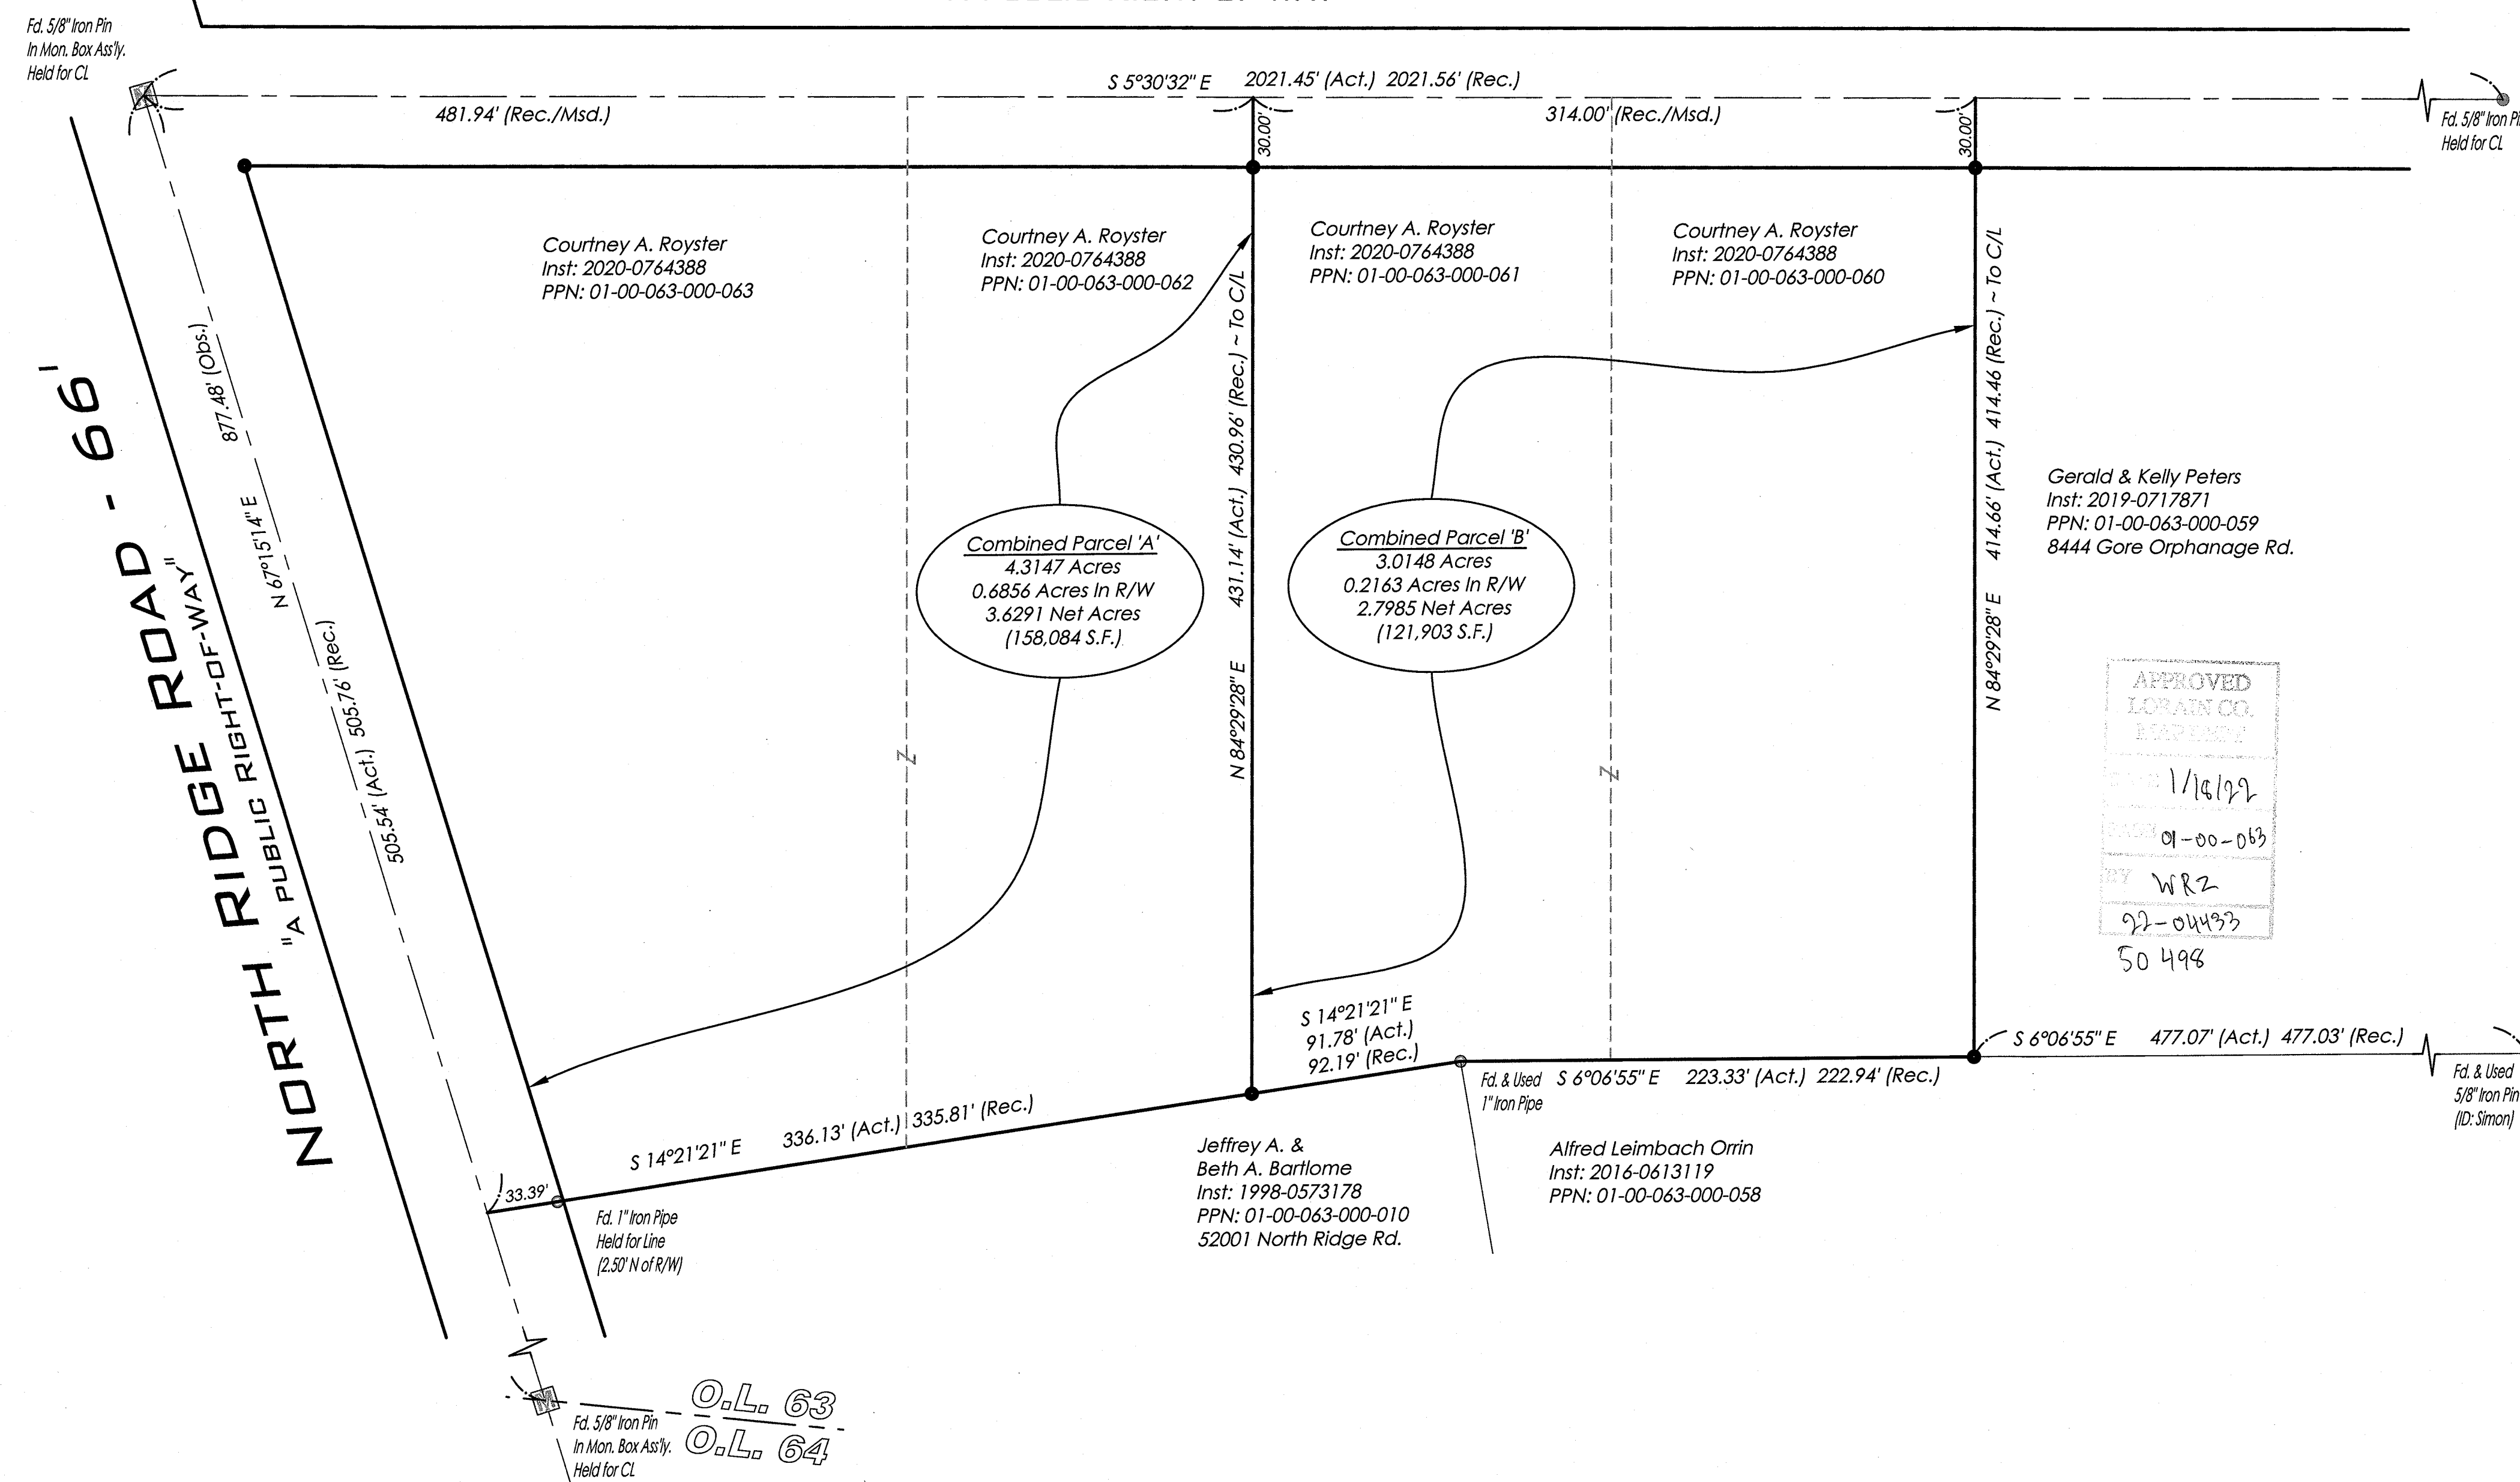 Fd. 5/8" Iron Pin
In Mon. Box Ass'ly.
Held for CL
S 5°30'32" E 2021.45' (Act.) 2021.56' (Rec.)
481.94' (Rec./Msd.)
314.00' (Rec./Msd.)
30.00'
30.00'
Fd. 5/8" Iron Pi
Held for CL
Courtney A. Royster
Inst: 2020-0764388
PPN: 01-00-063-000-063
Courtney A. Royster
Inst: 2020-0764388
PPN: 01-00-063-000-062
Courtney A. Royster
Inst: 2020-0764388
PPN: 01-00-063-000-061
Courtney A. Royster
Inst: 2020-0764388
PPN: 01-00-063-000-060
NORTH RIDGE ROAD - 66'
"A PUBLIC RIGHT-OF-WAY"
N 67°15'14" E 877.48' (Obs.)
505.54' (Act.) 505.76' (Rec.)
N 84°29'28" E 431.14' (Act.) 430.96' (Rec.) ~ To C/L
N 84°29'28" E 414.66' (Act.) 414.46' (Rec.) ~ To C/L
Combined Parcel 'A'
4.3147 Acres
0.6856 Acres In R/W
3.6291 Net Acres
(158,084 S.F.)
Combined Parcel 'B'
3.0148 Acres
0.2163 Acres In R/W
2.7985 Net Acres
(121,903 S.F.)
Gerald & Kelly Peters
Inst: 2019-0717871
PPN: 01-00-063-000-059
8444 Gore Orphanage Rd.
APPROVED
LORAIN CO.
1/18/22
01-00-063
BY WRZ
22-04433
50 498
Z
Z
S 14°21'21" E
91.78' (Act.)
92.19' (Rec.)
S 6°06'55" E 477.07' (Act.) 477.03' (Rec.)
Fd. & Used
1" Iron Pipe
S 6°06'55" E 223.33' (Act.) 222.94' (Rec.)
Fd. & Used
5/8" Iron Pin
(ID: Simon)
S 14°21'21" E 336.13' (Act.) 335.81' (Rec.)
33.39'
Fd. 1" Iron Pipe
Held for Line
(2.50' N of R/W)
Jeffrey A. &
Beth A. Bartlome
Inst: 1998-0573178
PPN: 01-00-063-000-010
52001 North Ridge Rd.
Alfred Leimbach Orrin
Inst: 2016-0613119
PPN: 01-00-063-000-058
O.L. 63
O.L. 64
Fd. 5/8" Iron Pin
In Mon. Box Ass'ly.
Held for CL